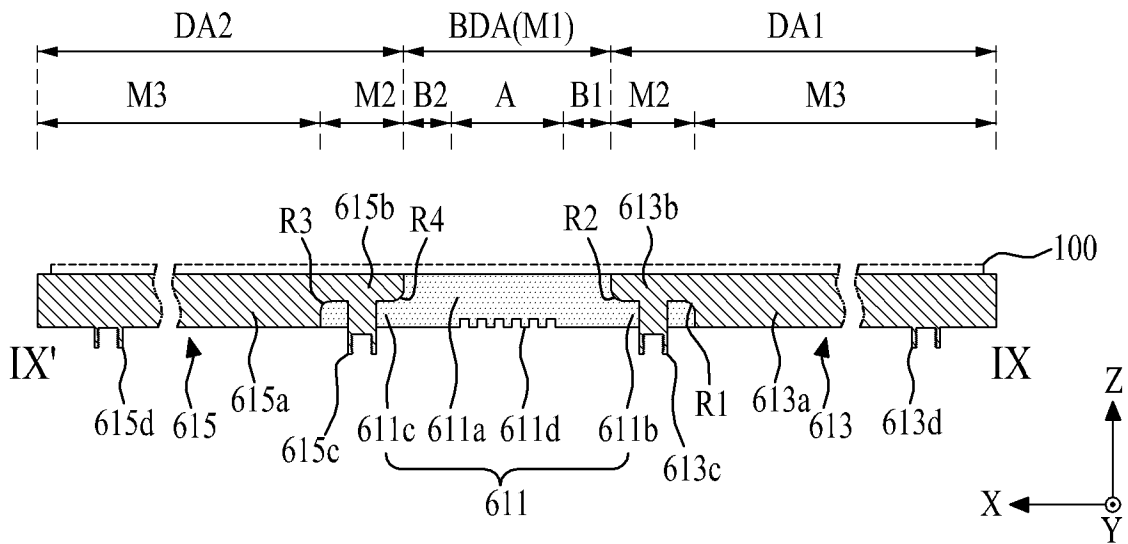 DA2 BDA(M1) DA1
M3 M2 B2 A B1 M2 M3
R3 615b R4 R2 613b 100
IX' IX
615d 615 615a 615c 611c 611a 611d 611b 613c R1 613a 613 613d
611
Z
X
Y